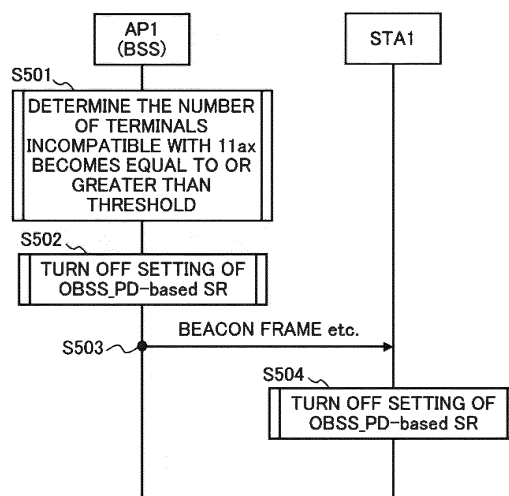 AP1
(BSS)
STA1
S501
DETERMINE THE NUMBER
OF TERMINALS
INCOMPATIBLE WITH 11ax
BECOMES EQUAL TO OR
GREATER THAN
THRESHOLD
S502
TURN OFF SETTING OF
OBSS_PD-based SR
BEACON FRAME etc.
S503
S504
TURN OFF SETTING OF
OBSS_PD-based SR